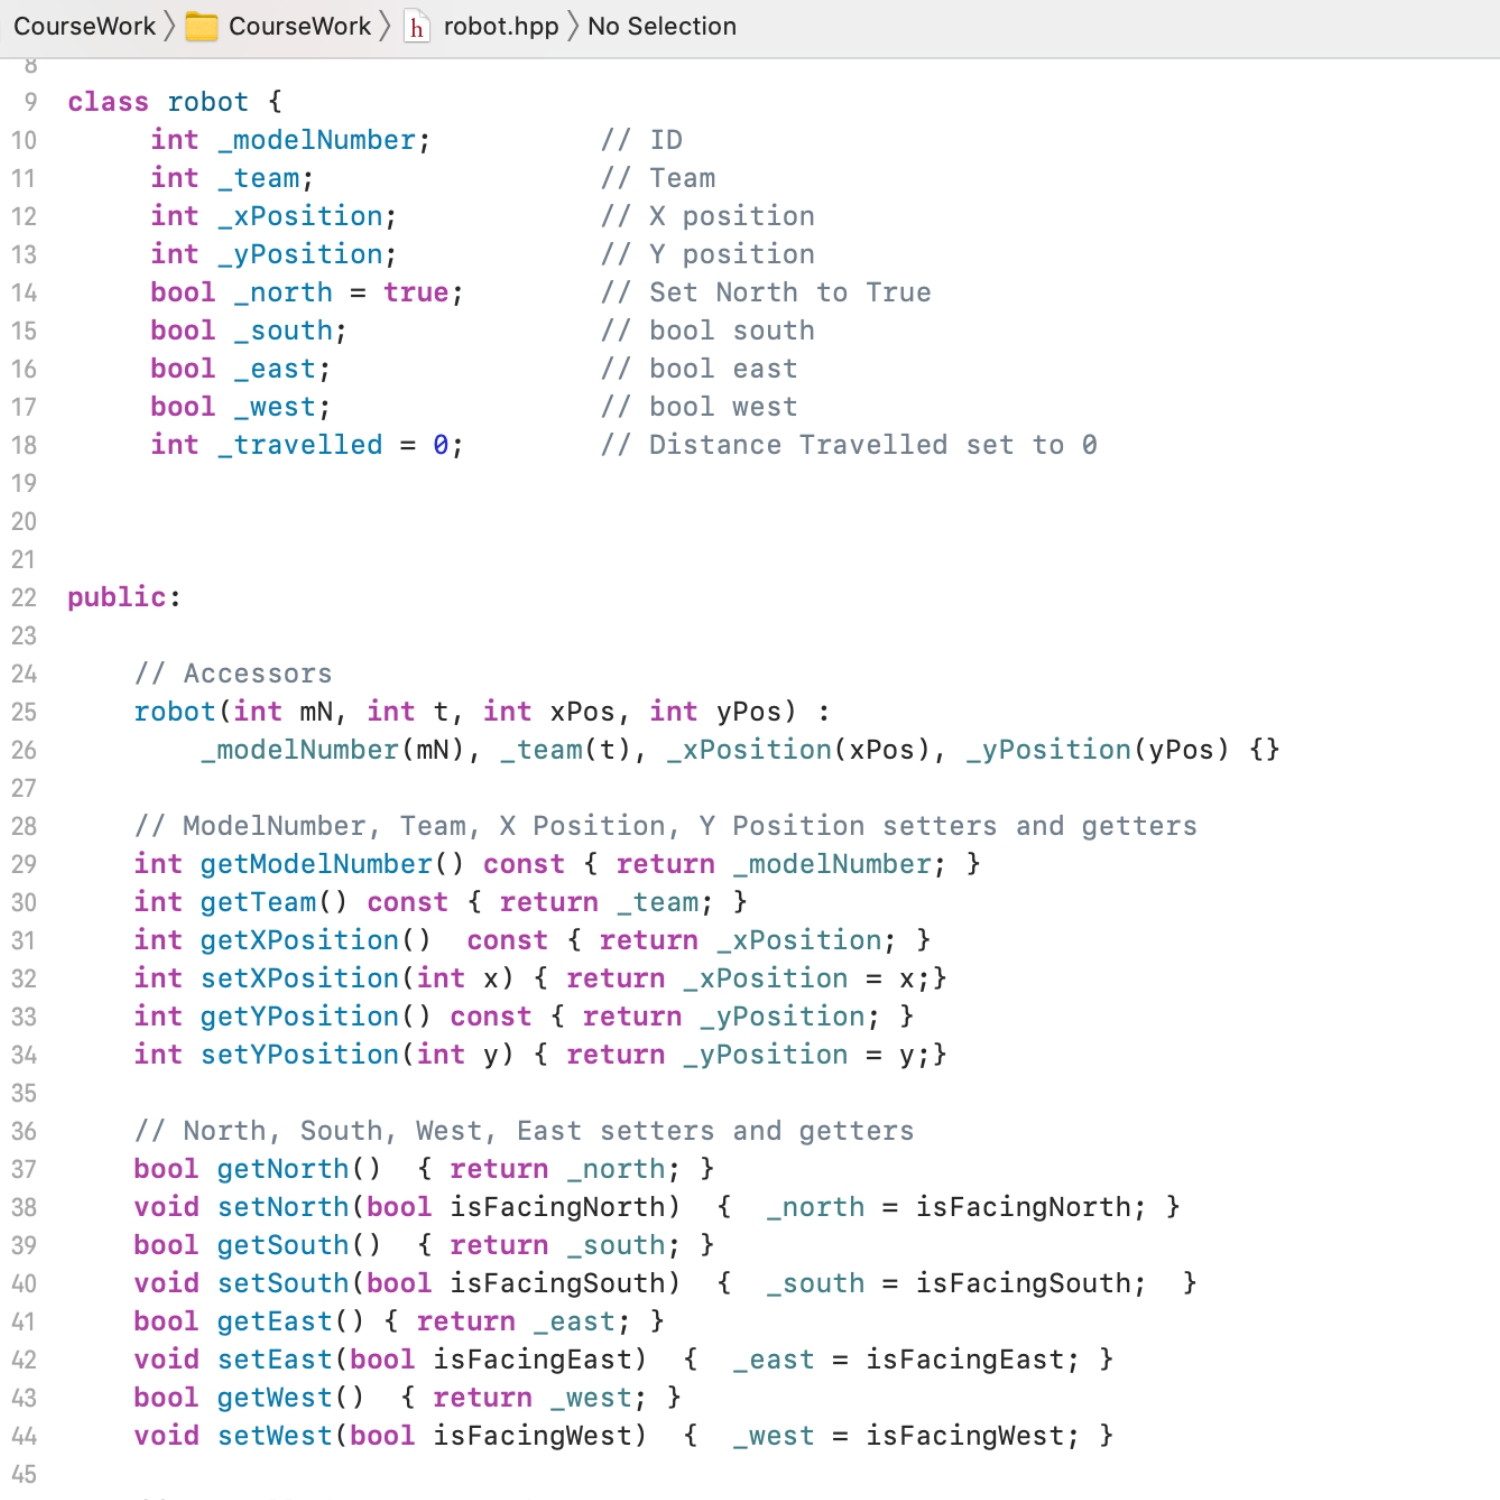 CourseWork 〉 CourseWork 〉 h robot.hpp 〉 No Selection
8
9 class robot {
10 int _modelNumber; // ID
11 int _team; // Team
12 int _xPosition; // X position
13 int _yPosition; // Y position
14 bool _north = true; // Set North to True
15 bool _south; // bool south
16 bool _east; // bool east
17 bool _west; // bool west
18 int _travelled = 0; // Distance Travelled set to 0
19
20
21
22 public:
23
24 // Accessors
25 robot(int mN, int t, int xPos, int yPos) :
26 _modelNumber(mN), _team(t), _xPosition(xPos), _yPosition(yPos) {}
27
28 // ModelNumber, Team, X Position, Y Position setters and getters
29 int getModelNumber() const { return _modelNumber; }
30 int getTeam() const { return _team; }
31 int getXPosition()  const { return _xPosition; }
32 int setXPosition(int x) { return _xPosition = x;}
33 int getYPosition() const { return _yPosition; }
34 int setYPosition(int y) { return _yPosition = y;}
35
36 // North, South, West, East setters and getters
37 bool getNorth()  { return _north; }
38 void setNorth(bool isFacingNorth)  {  _north = isFacingNorth; }
39 bool getSouth()  { return _south; }
40 void setSouth(bool isFacingSouth)  {  _south = isFacingSouth;  }
41 bool getEast() { return _east; }
42 void setEast(bool isFacingEast)  {  _east = isFacingEast; }
43 bool getWest()  { return _west; }
44 void setWest(bool isFacingWest)  {  _west = isFacingWest; }
45